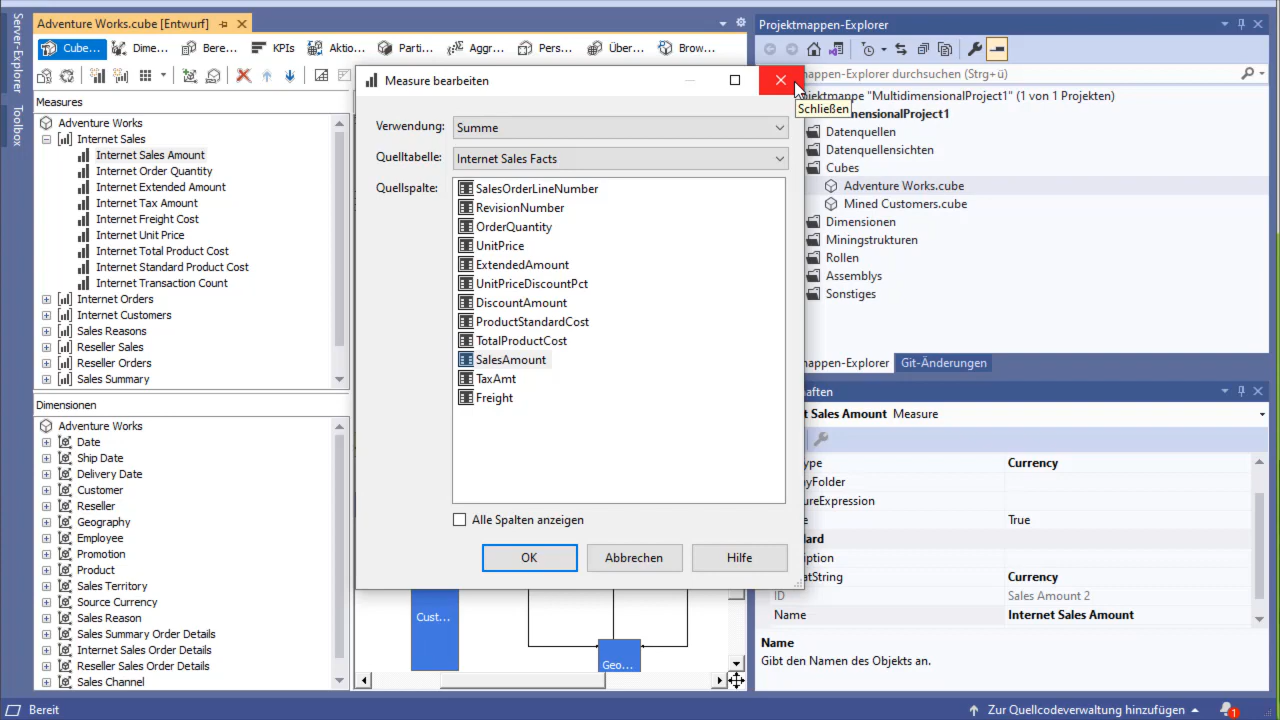 Server-Explorer
Toolbox
Adventure Works.cube [Entwurf]
Cube...
Dime...
Bere...
KPIs
Aktio...
Parti...
Aggr...
Pers...
Über...
Brow...
Measures
Adventure Works
Internet Sales
Internet Sales Amount
Internet Order Quantity
Internet Extended Amount
Internet Tax Amount
Internet Freight Cost
Internet Unit Price
Internet Total Product Cost
Internet Standard Product Cost
Internet Transaction Count
Internet Orders
Internet Customers
Sales Reasons
Reseller Sales
Reseller Orders
Sales Summary
Dimensionen
Adventure Works
Date
Ship Date
Delivery Date
Customer
Reseller
Geography
Employee
Promotion
Product
Sales Territory
Source Currency
Sales Reason
Sales Summary Order Details
Internet Sales Order Details
Reseller Sales Order Details
Sales Channel
Measure bearbeiten
Schließen
Verwendung:
Summe
Quelltabelle:
Internet Sales Facts
Quellspalte:
SalesOrderLineNumber
RevisionNumber
OrderQuantity
UnitPrice
ExtendedAmount
UnitPriceDiscountPct
DiscountAmount
ProductStandardCost
TotalProductCost
SalesAmount
TaxAmt
Freight
Alle Spalten anzeigen
OK
Abbrechen
Hilfe
Cust...
Geo...
Projektmappen-Explorer
mappen-Explorer durchsuchen (Strg+ü)
jektmappe "MultidimensionalProject1" (1 von 1 Projekten)
imensionalProject1
Datenquellen
Datenquellensichten
Cubes
Adventure Works.cube
Mined Customers.cube
Dimensionen
Miningstrukturen
Rollen
Assemblys
Sonstiges
mappen-Explorer
Git-Änderungen
haften
t Sales Amount Measure
ype
Currency
yFolder
ureExpression
e
True
dard
ription
atString
Currency
ID
Sales Amount 2
Name
Internet Sales Amount
Name
Gibt den Namen des Objekts an.
Bereit
Zur Quellcodeverwaltung hinzufügen
1